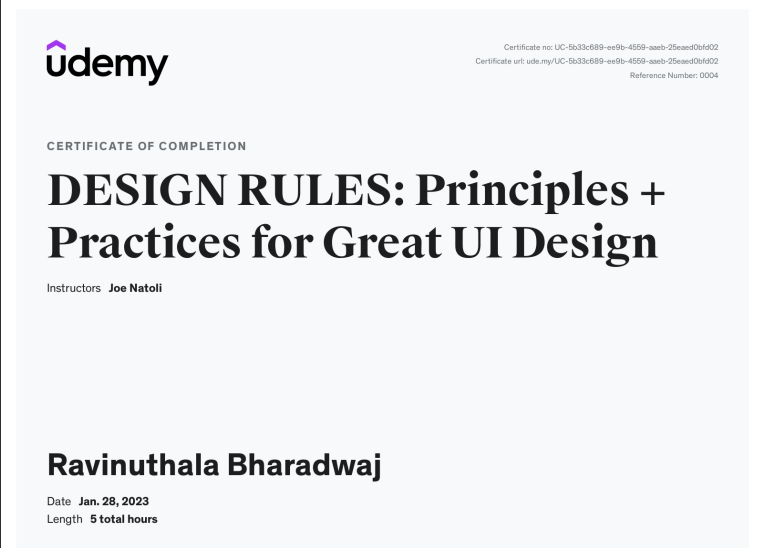 udemy
Certificate no: UC-5b33c689-ee9b-4559-aaeb-25eaed0bfd02
Certificate url: ude.my/UC-5b33c689-ee9b-4559-aaeb-25eaed0bfd02
Reference Number: 0004
CERTIFICATE OF COMPLETION
DESIGN RULES: Principles +
Practices for Great UI Design
Instructors Joe Natoli
Ravinuthala Bharadwaj
Date Jan. 28, 2023
Length 5 total hours